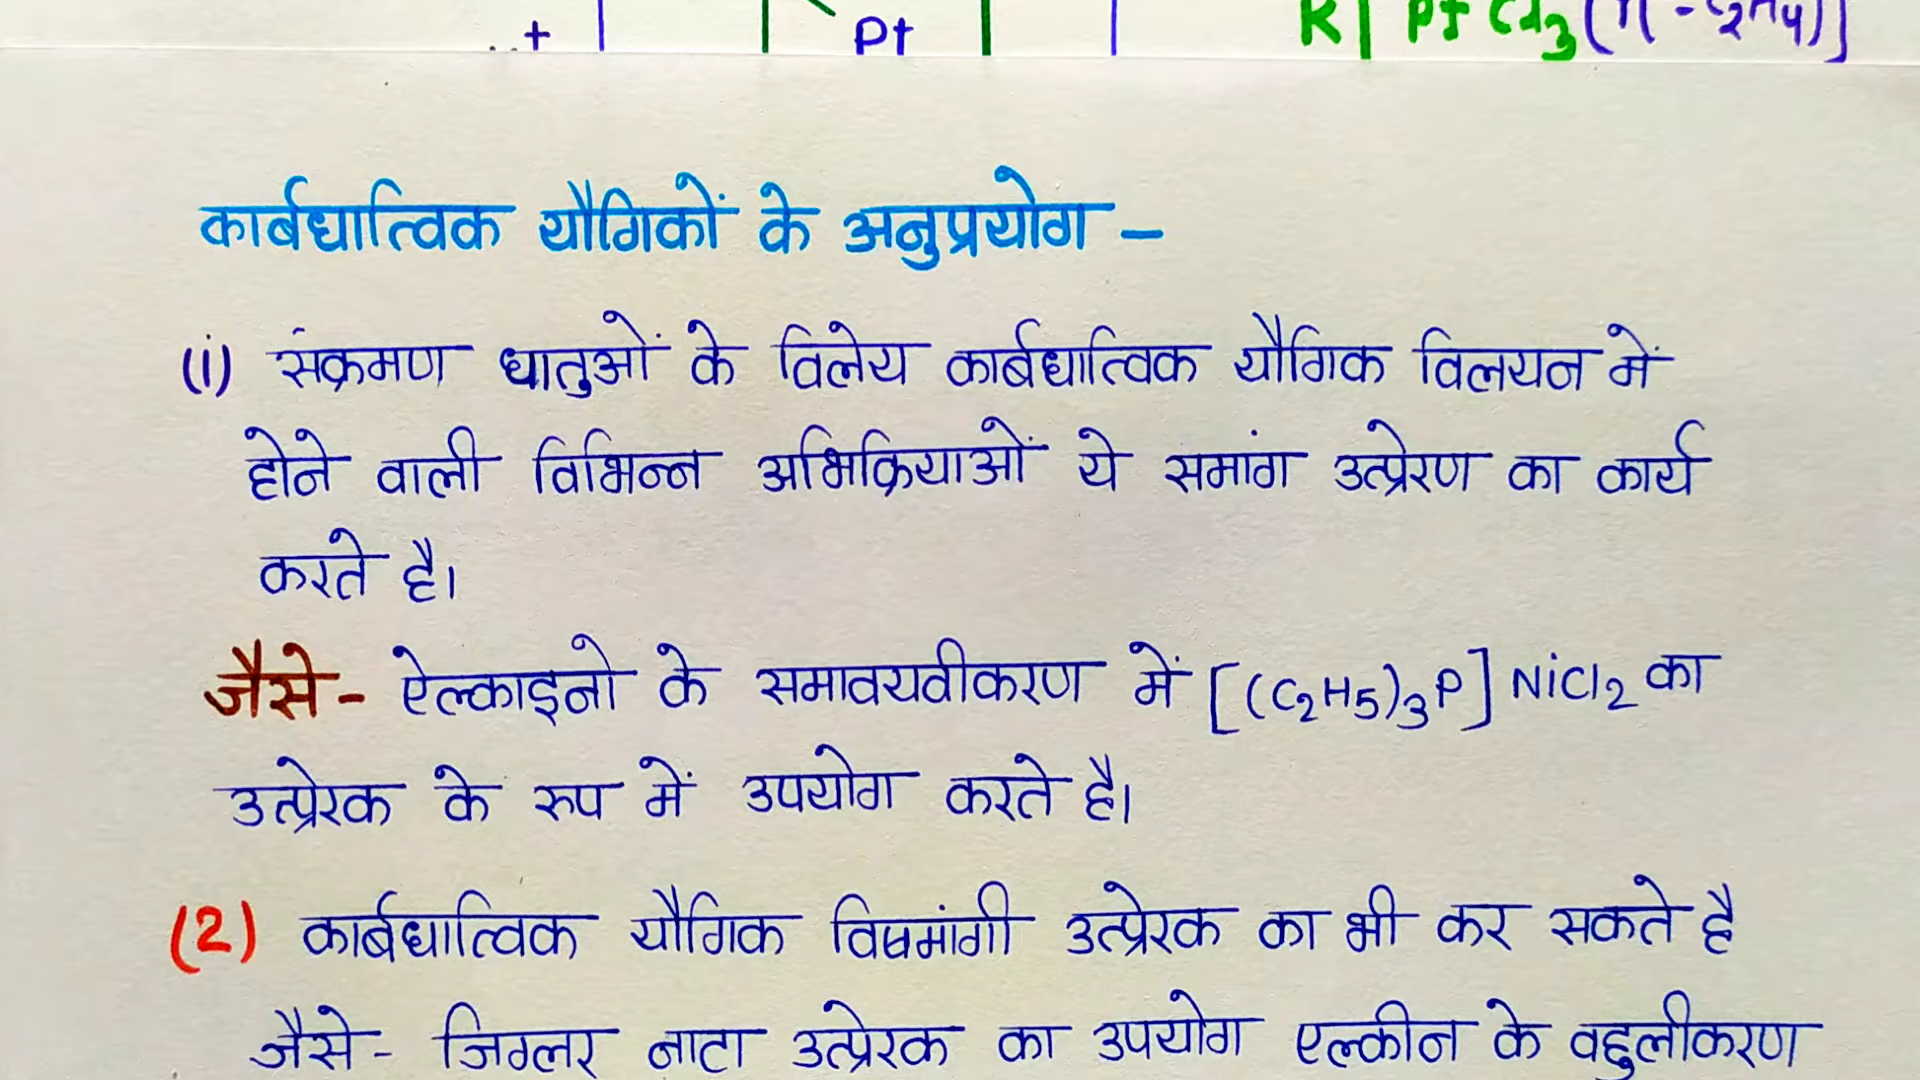 + Pt K[PtCl3(η-C2H4)]
कार्बधात्विक यौगिकों के अनुप्रयोग –
(i) संक्रमण धातुओं के विलेय कार्बधात्विक यौगिक विलयन में
होने वाली विभिन्न अभिक्रियाओं ये समांग उत्प्रेरण का कार्य
करते है।
जैसे- ऐल्काइनो के समावयवीकरण में [(C2H5)3P] NiCl2 का
उत्प्रेरक के रुप में उपयोग करते है।
(2) कार्बधात्विक यौगिक विषमांगी उत्प्रेरक का भी कर सकते है
जैसे- जिग्लर नाटा उत्प्रेरक का उपयोग एल्कीन के बहुलीकरण